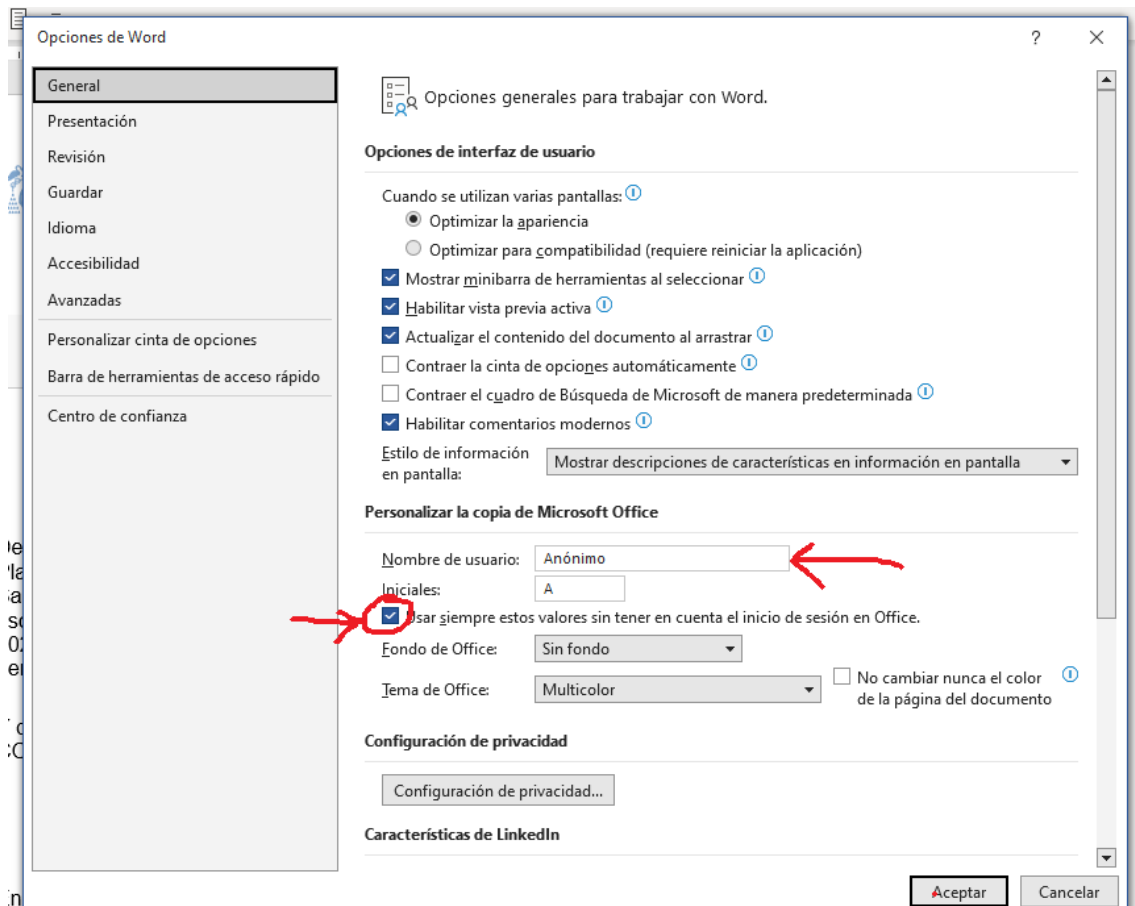 Opciones de Word
?
General
Presentación
Revisión
Guardar
Idioma
Accesibilidad
Avanzadas
Personalizar cinta de opciones
Barra de herramientas de acceso rápido
Centro de confianza
Opciones generales para trabajar con Word.
Opciones de interfaz de usuario
Cuando se utilizan varias pantallas:
Optimizar la apariencia
Optimizar para compatibilidad (requiere reiniciar la aplicación)
Mostrar minibarra de herramientas al seleccionar
Habilitar vista previa activa
Actualizar el contenido del documento al arrastrar
Contraer la cinta de opciones automáticamente
Contraer el cuadro de Búsqueda de Microsoft de manera predeterminada
Habilitar comentarios modernos
Estilo de información
en pantalla:
Mostrar descripciones de características en información en pantalla
Personalizar la copia de Microsoft Office
Nombre de usuario: Anónimo
Iniciales: A
Usar siempre estos valores sin tener en cuenta el inicio de sesión en Office.
Fondo de Office: Sin fondo
Tema de Office: Multicolor
No cambiar nunca el color
de la página del documento
Configuración de privacidad
Configuración de privacidad...
Características de LinkedIn
Aceptar
Cancelar